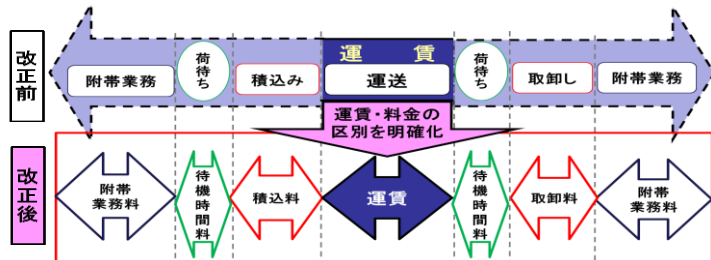 改正前
運　賃
附帯業務
荷待ち
積込み
運送
荷待ち
取卸し
附帯業務
運賃・料金の
区別を明確化
改正後
附帯
業務料
待機時間料
積込料
運賃
待機時間料
取卸料
附帯
業務料